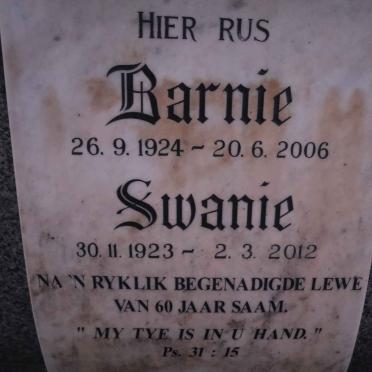 HIER RUS
Barnie
26. 9. 1924 ~ 20. 6. 2006
Swanie
30. 11. 1923 ~ 2. 3. 2012
NA 'N RYKLIK BEGENADIGDE LEWE
VAN 60 JAAR SAAM.
" MY TYE IS IN U HAND. "
Ps. 31 : 15